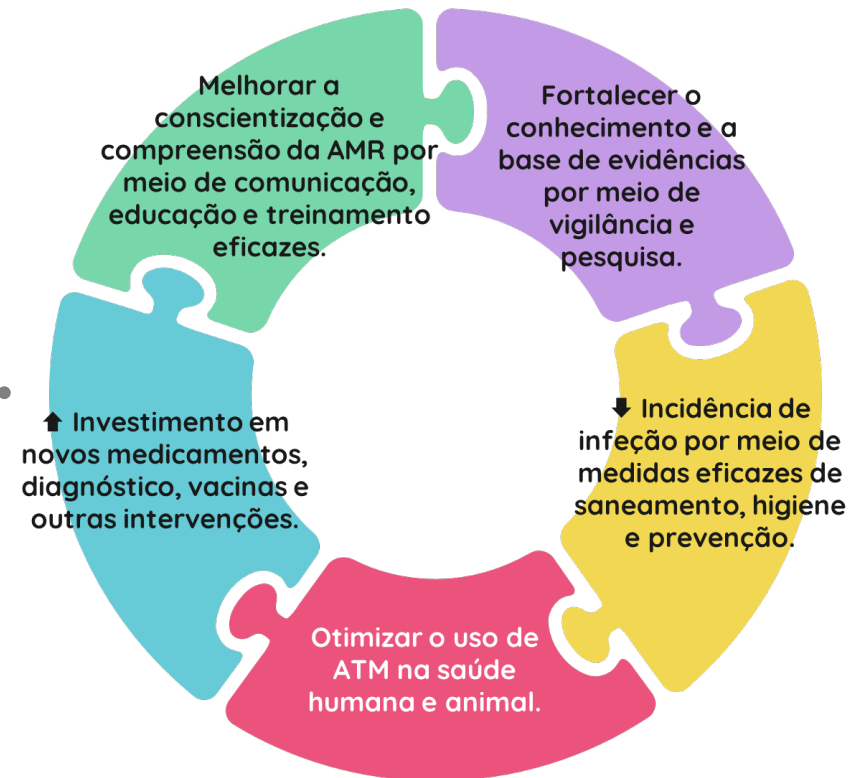 Melhorar a
conscientização e
compreensão da AMR por
meio de comunicação,
educação e treinamento
eficazes.
Fortalecer o
conhecimento e a
base de evidências
por meio de
vigilância e
pesquisa.
⬇ Incidência de
infeção por meio de
medidas eficazes de
saneamento, higiene
e prevenção.
Otimizar o uso de
ATM na saúde
humana e animal.
⬆ Investimento em
novos medicamentos,
diagnóstico, vacinas e
outras intervenções.